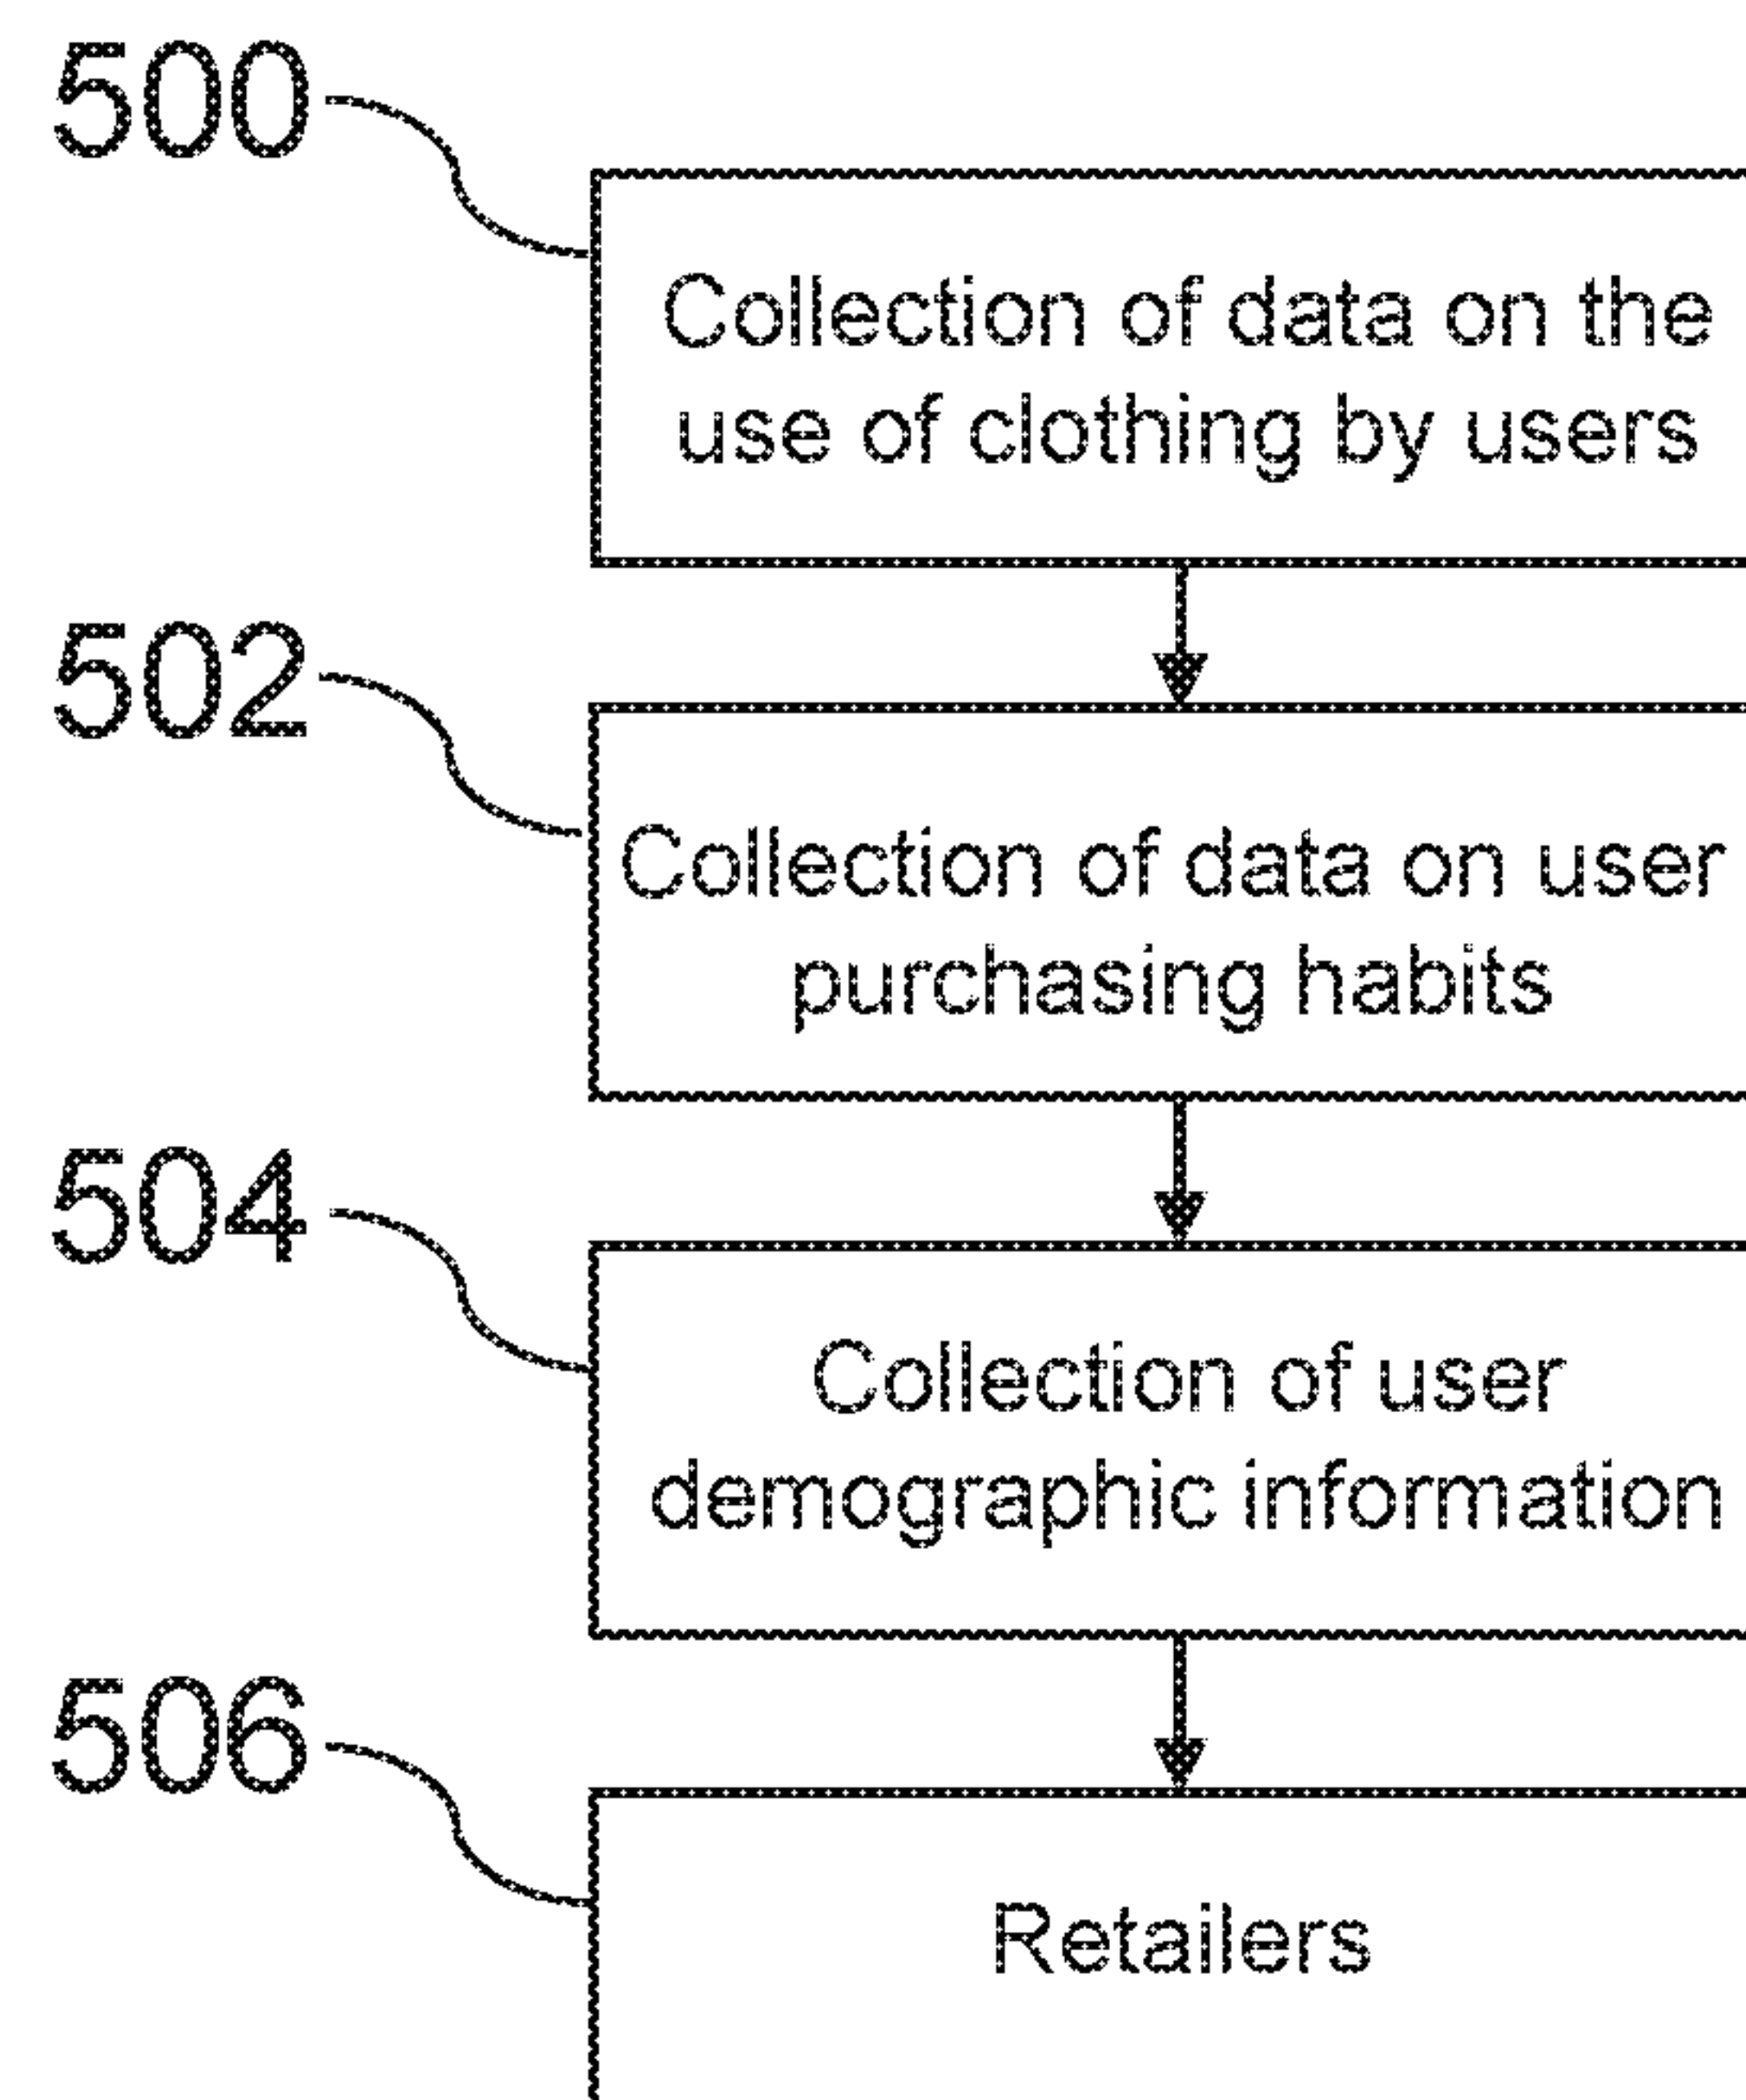 500
Collection of data on the
use of clothing by users
502
Collection of data on user
purchasing habits
504
Collection of user
demographic information
506
Retailers